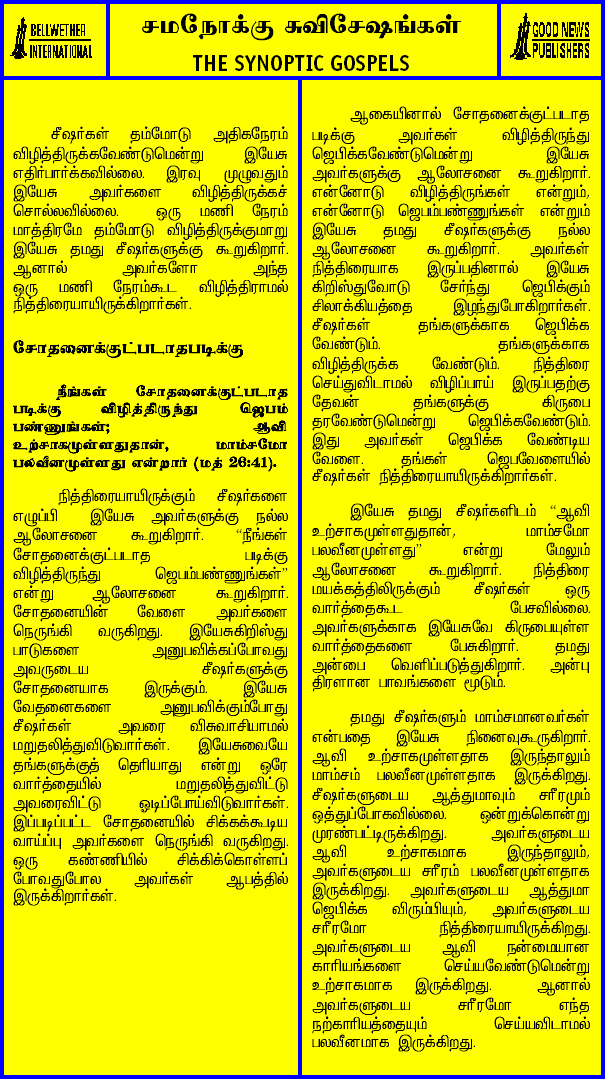 BELLWETHER
INTERNATIONAL
சமநோக்கு சுவிசேஷங்கள்
THE SYNOPTIC GOSPELS
GOOD NEWS
PUBLISHERS
சீஷர்கள் தம்மோடு அதிகநேரம்
விழித்திருக்கவேண்டுமென்று இயேசு
எதிர்பார்க்கவில்லை. இரவு முழுவதும்
இயேசு அவர்களை விழித்திருக்கச்
சொல்லவில்லை. ஒரு மணி நேரம்
மாத்திரமே தம்மோடு விழித்திருக்குமாறு
இயேசு தமது சீஷர்களுக்கு கூறுகிறார்.
ஆனால் அவர்களோ அந்த
ஒரு மணி நேரம்கூட விழித்திராமல்
நித்திரையாயிருக்கிறார்கள்.
சோதனைக்குட்படாதபடிக்கு
நீங்கள் சோதனைக்குட்படாத
படிக்கு விழித்திருந்து ஜெபம்
பண்ணுங்கள்; ஆவி
உற்சாகமுள்ளதுதான், மாம்சமோ
பலவீனமுள்ளது என்றார் (மத் 26:41).
நித்திரையாயிருக்கும் சீஷர்களை
எழுப்பி இயேசு அவர்களுக்கு நல்ல
ஆலோசனை கூறுகிறார். “நீங்கள்
சோதனைக்குட்படாத படிக்கு
விழித்திருந்து ஜெபம்பண்ணுங்கள்”
என்று ஆலோசனை கூறுகிறார்.
சோதனையின் வேளை அவர்களை
நெருங்கி வருகிறது. இயேசுகிறிஸ்து
பாடுகளை அனுபவிக்கப்போவது
அவருடைய சீஷர்களுக்கு
சோதனையாக இருக்கும். இயேசு
வேதனைகளை அனுபவிக்கும்போது
சீஷர்கள் அவரை விசுவாசியாமல்
மறுதலித்துவிடுவார்கள். இயேசுவையே
தங்களுக்குத் தெரியாது என்று ஒரே
வார்த்தையில் மறுதலித்துவிட்டு
அவரைவிட்டு ஓடிப்போய்விடுவார்கள்.
இப்படிப்பட்ட சோதனையில் சிக்கக்கூடிய
வாய்ப்பு அவர்களை நெருங்கி வருகிறது.
ஒரு கண்ணியில் சிக்கிக்கொள்ளப்
போவதுபோல அவர்கள் ஆபத்தில்
இருக்கிறார்கள்.
ஆகையினால் சோதனைக்குட்படாத
படிக்கு அவர்கள் விழித்திருந்து
ஜெபிக்கவேண்டுமென்று இயேசு
அவர்களுக்கு ஆலோசனை கூறுகிறார்.
என்னோடு விழித்திருங்கள் என்றும்,
என்னோடு ஜெபம்பண்ணுங்கள் என்றும்
இயேசு தமது சீஷர்களுக்கு நல்ல
ஆலோசனை கூறுகிறார். அவர்கள்
நித்திரையாக இருப்பதினால் இயேசு
கிறிஸ்துவோடு சேர்ந்து ஜெபிக்கும்
சிலாக்கியத்தை இழந்துபோகிறார்கள்.
சீஷர்கள் தங்களுக்காக ஜெபிக்க
வேண்டும். தங்களுக்காக
விழித்திருக்க வேண்டும். நித்திரை
செய்துவிடாமல் விழிப்பாய் இருப்பதற்கு
தேவன் தங்களுக்கு கிருபை
தரவேண்டுமென்று ஜெபிக்கவேண்டும்.
இது அவர்கள் ஜெபிக்க வேண்டிய
வேளை. தங்கள் ஜெபவேளையில்
சீஷர்கள் நித்திரையாயிருக்கிறார்கள்.
இயேசு தமது சீஷர்களிடம் “ஆவி
உற்சாகமுள்ளதுதான், மாம்சமோ
பலவீனமுள்ளது” என்று மேலும்
ஆலோசனை கூறுகிறார். நித்திரை
மயக்கத்திலிருக்கும் சீஷர்கள் ஒரு
வார்த்தைகூட பேசவில்லை.
அவர்களுக்காக இயேசுவே கிருபையுள்ள
வார்த்தைகளை பேசுகிறார். தமது
அன்பை வெளிப்படுத்துகிறார். அன்பு
திரளான பாவங்களை மூடும்.
தமது சீஷர்களும் மாம்சமானவர்கள்
என்பதை இயேசு நினைவுகூருகிறார்.
ஆவி உற்சாகமுள்ளதாக இருந்தாலும்
மாம்சம் பலவீனமுள்ளதாக இருக்கிறது.
சீஷர்களுடைய ஆத்துமாவும் சரீரமும்
ஒத்துப்போகவில்லை. ஒன்றுக்கொன்று
முரண்பட்டிருக்கிறது. அவர்களுடைய
ஆவி உற்சாகமாக இருந்தாலும்,
அவர்களுடைய சரீரம் பலவீனமுள்ளதாக
இருக்கிறது. அவர்களுடைய ஆத்துமா
ஜெபிக்க விரும்பியும், அவர்களுடைய
சரீரமோ நித்திரையாயிருக்கிறது.
அவர்களுடைய ஆவி நன்மையான
காரியங்களை செய்யவேண்டுமென்று
உற்சாகமாக இருக்கிறது. ஆனால்
அவர்களுடைய சரீரமோ எந்த
நற்காரியத்தையும் செய்யவிடாமல்
பலவீனமாக இருக்கிறது.